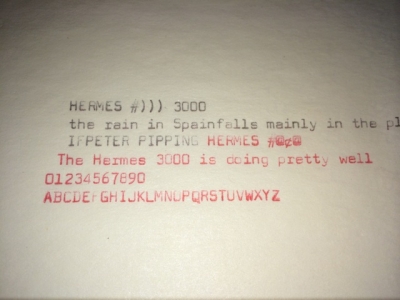 HERMES #))) 3000
the rain in Spainfalls mainly in the pl
IFPETER PIPPING HERMES #@¢@
The Hermes 3000 is doing pretty well
01234567890
ABCDEFGHIJKLMNOPQRSTUVWXYZ